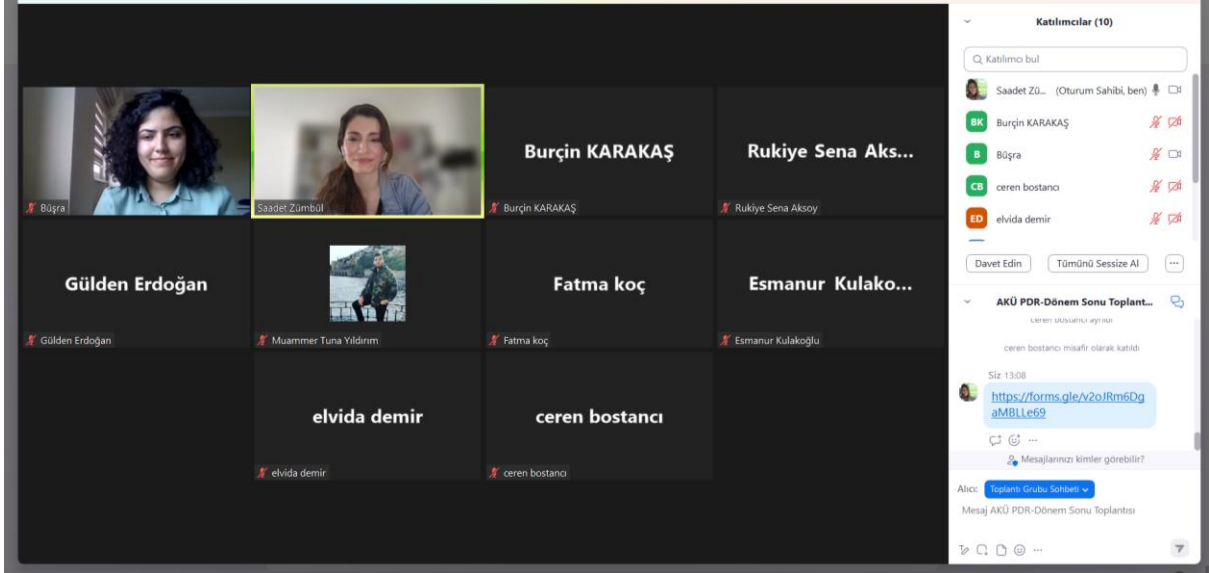 Büşra
Saadet Zümbül
Burçin KARAKAŞ
Burçin KARAKAŞ
Rukiye Sena Aks...
Rukiye Sena Aksoy
Gülden Erdoğan
Gülden Erdoğan
Muammer Tuna Yıldırım
Fatma koç
Fatma koç
Esmanur Kulako...
Esmanur Kulakoğlu
elvida demir
elvida demir
ceren bostancı
ceren bostancı
Katılımcılar (10)
Katılımcı bul
Saadet Zü... (Oturum Sahibi, ben)
BK Burçin KARAKAŞ
B Büşra
CB ceren bostancı
ED elvida demir
Davet Edin Tümünü Sessize Al ...
AKÜ PDR-Dönem Sonu Toplant...
ceren bostancı ayrıldı
ceren bostancı misafir olarak katıldı
Siz 13:08
https://forms.gle/v2oJRm6Dg
aMBLLe69
Mesajlarınızı kimler görebilir?
Alıcı: Toplantı Grubu Sohbeti
Mesaj AKÜ PDR-Dönem Sonu Toplantısı